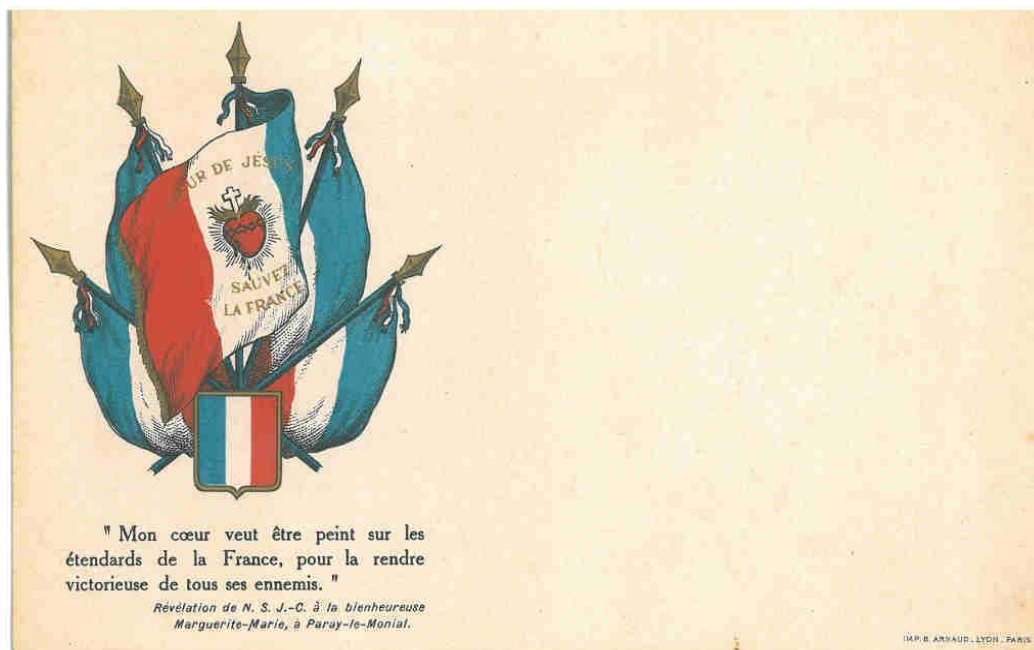 UR DE JÉSUS
SAUVEZ
LA FRANCE
" Mon cœur veut être peint sur les
étendards de la France, pour la rendre
victorieuse de tous ses ennemis. "
Révélation de N. S. J.-C. à la bienheureuse
Marguerite-Marie, à Paray-le-Monial.
IMP. B. ARNAUD. LYON. PARIS